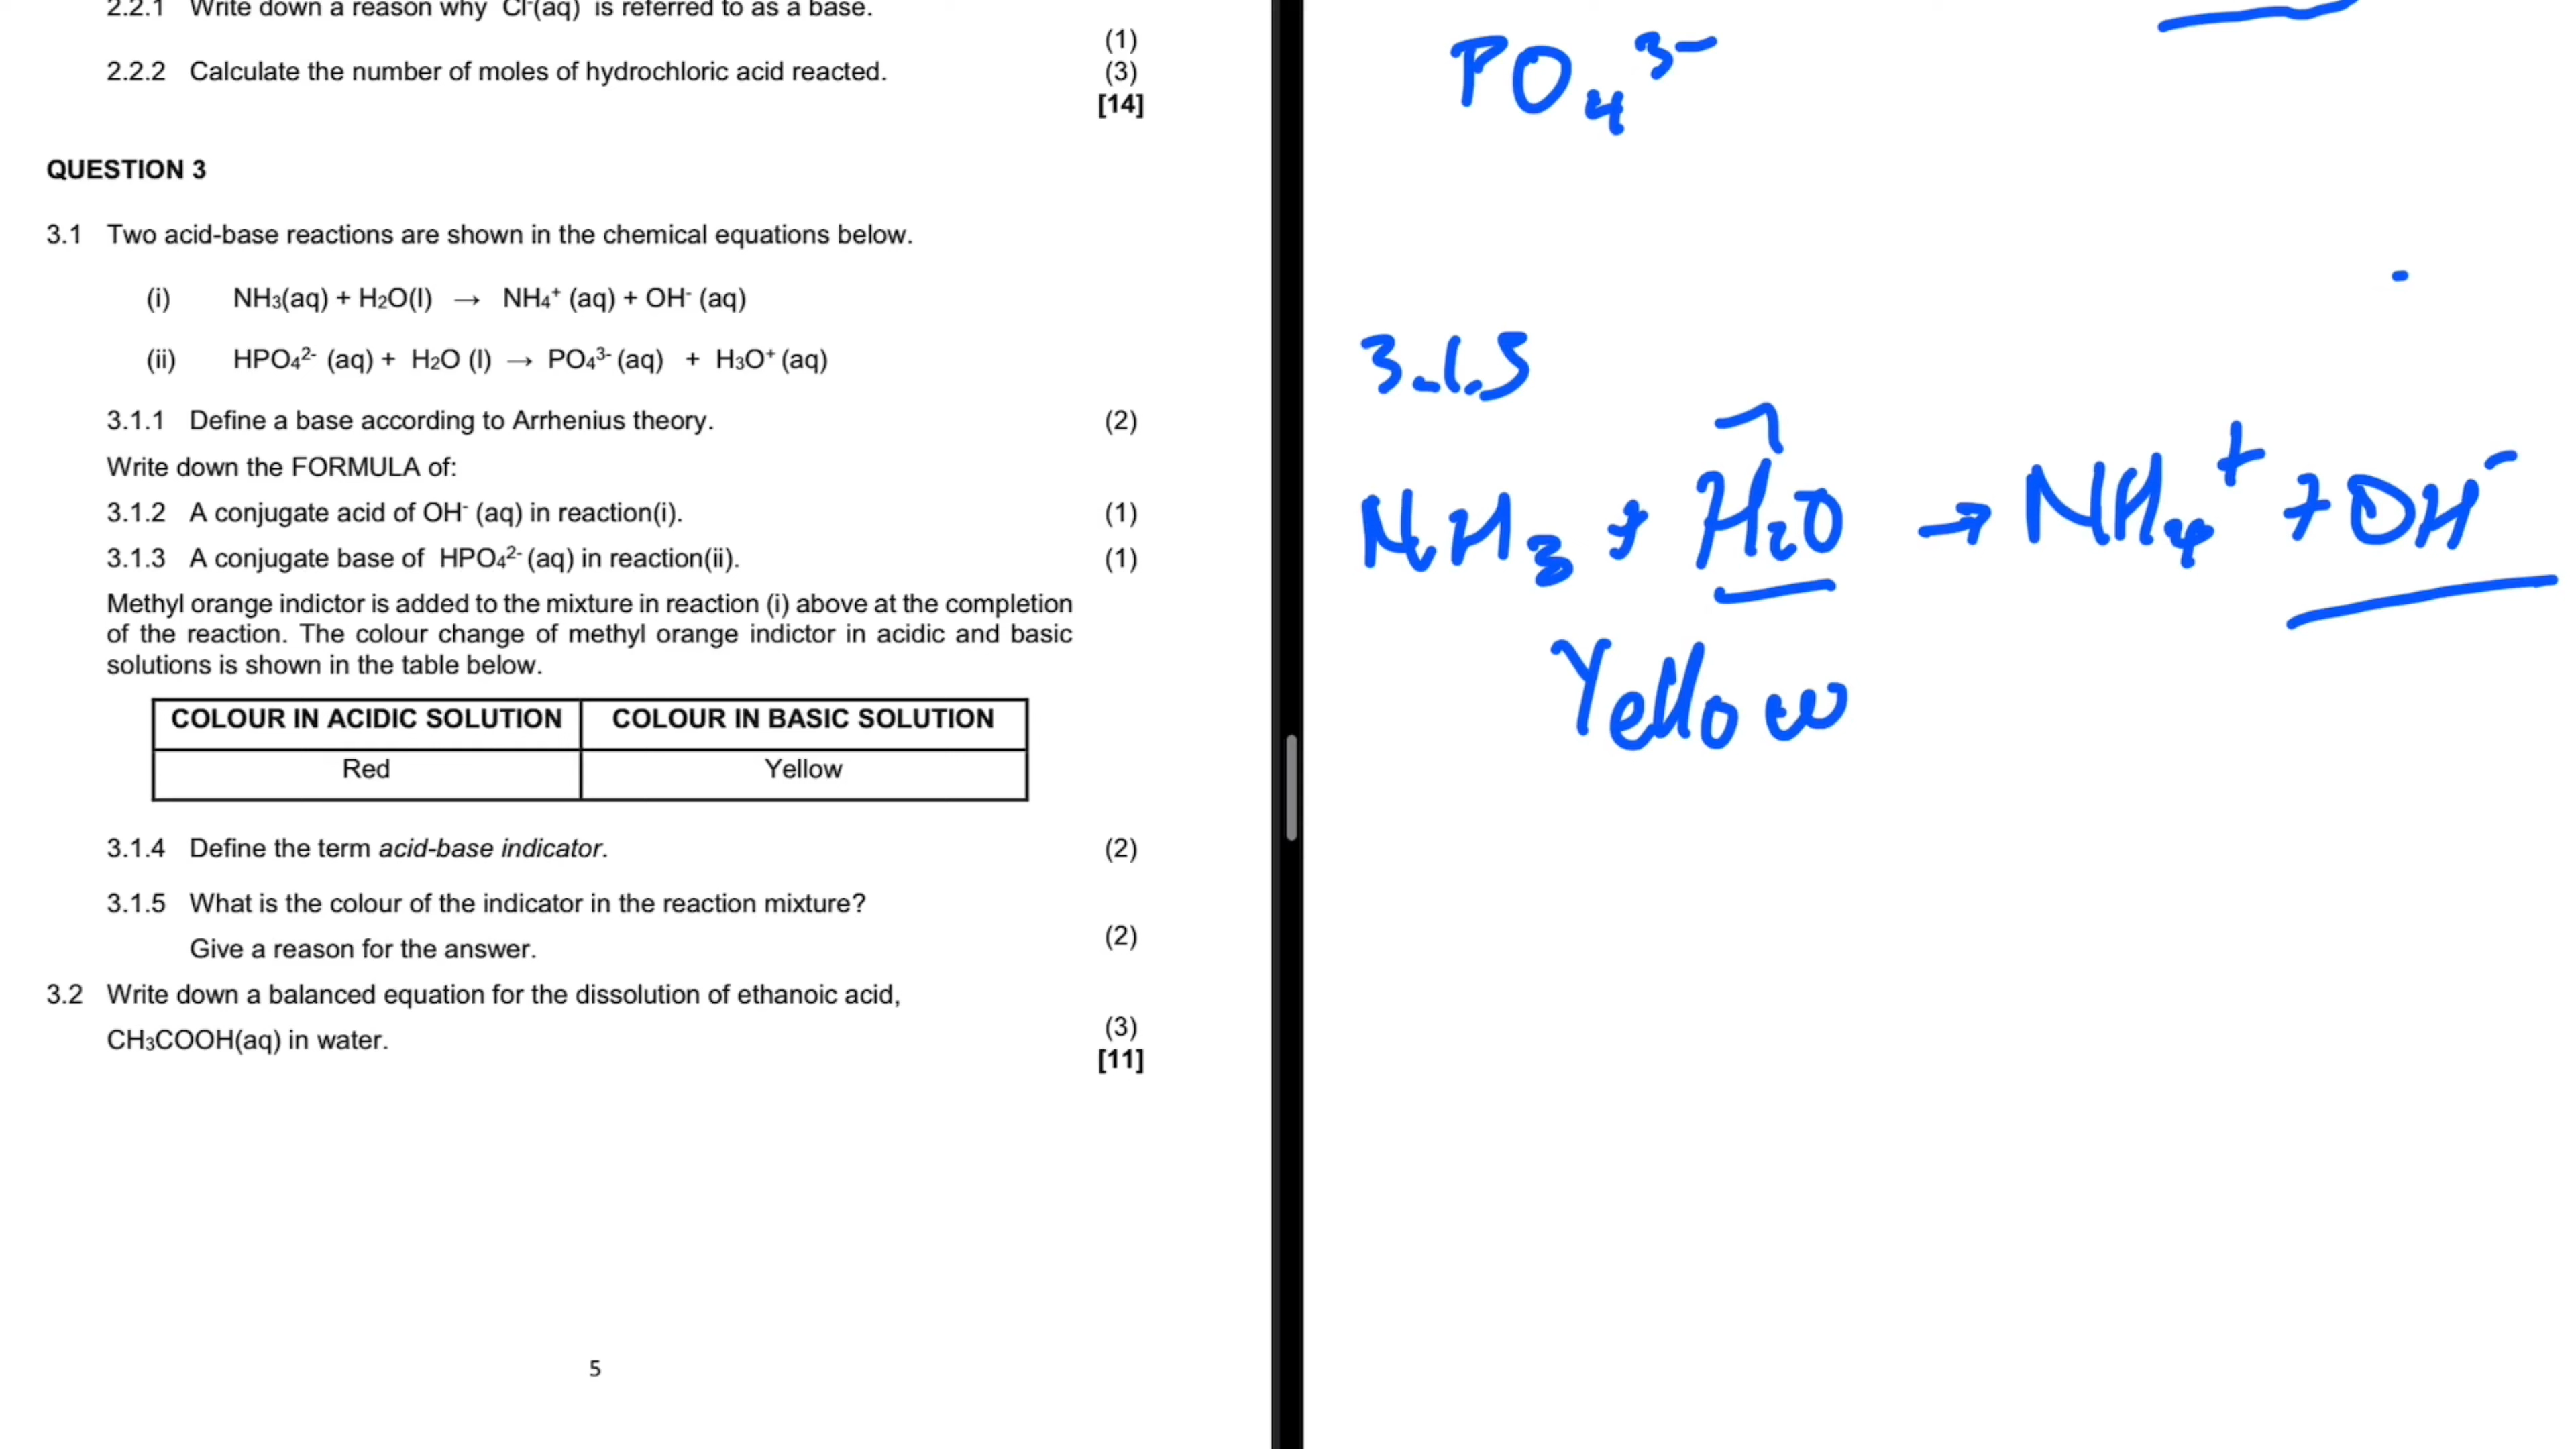 2.2.1 Write down a reason why Cl⁻(aq) is referred to as a base.
(1)
2.2.2 Calculate the number of moles of hydrochloric acid reacted. (3)
[14]
QUESTION 3
3.1 Two acid-base reactions are shown in the chemical equations below.
(i) NH₃(aq) + H₂O(l) → NH₄⁺ (aq) + OH⁻ (aq)
(ii) HPO₄²⁻ (aq) + H₂O (l) → PO₄³⁻ (aq) + H₃O⁺ (aq)
3.1.1 Define a base according to Arrhenius theory. (2)
Write down the FORMULA of:
3.1.2 A conjugate acid of OH⁻ (aq) in reaction(i). (1)
3.1.3 A conjugate base of HPO₄²⁻ (aq) in reaction(ii). (1)
Methyl orange indictor is added to the mixture in reaction (i) above at the completion
of the reaction. The colour change of methyl orange indictor in acidic and basic
solutions is shown in the table below.
COLOUR IN ACIDIC SOLUTION COLOUR IN BASIC SOLUTION
Red Yellow
3.1.4 Define the term acid-base indicator. (2)
3.1.5 What is the colour of the indicator in the reaction mixture?
Give a reason for the answer. (2)
3.2 Write down a balanced equation for the dissolution of ethanoic acid,
CH₃COOH(aq) in water. (3)
[11]
5
PO₄³⁻
3.1.5
NH₃ + H₂O → NH₄⁺ + OH⁻
Yellow